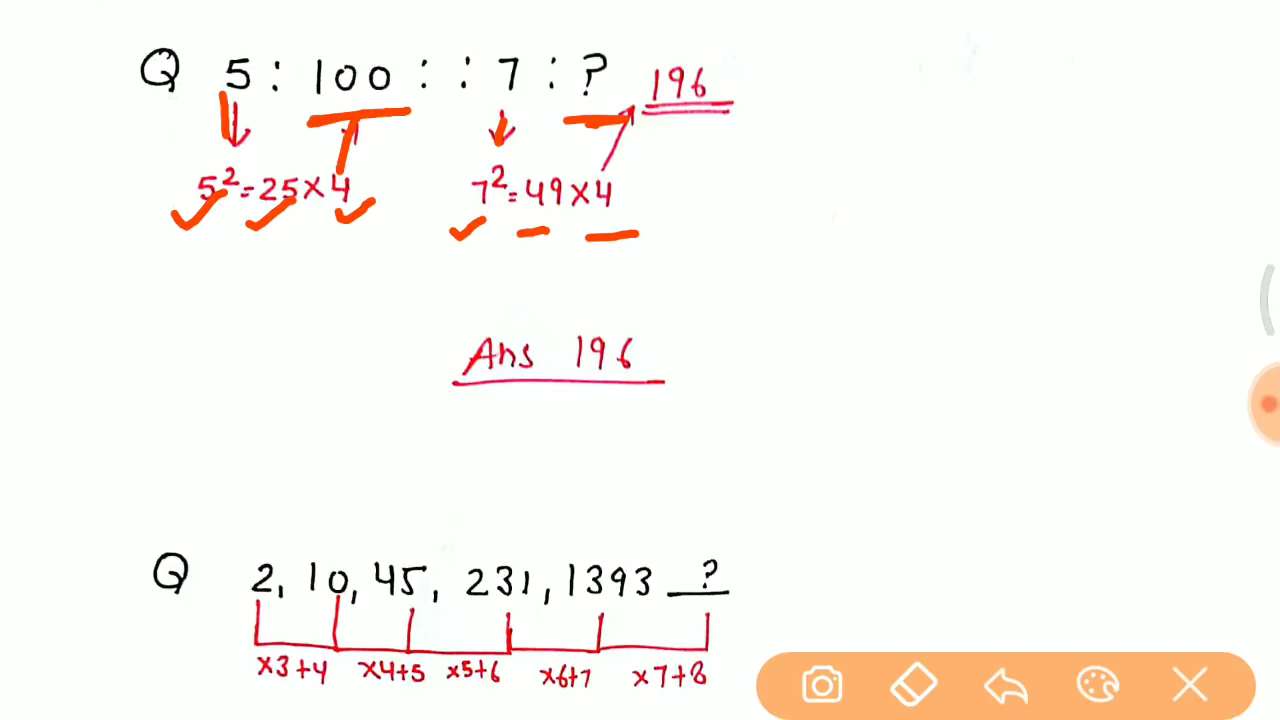 Q 5 : 100 : : 7 : ? 196
5²=25×4 7²=49×4
Ans 196
Q 2, 10, 45, 231, 1393 ?
×3+4 ×4+5 ×5+6 ×6+7 ×7+8